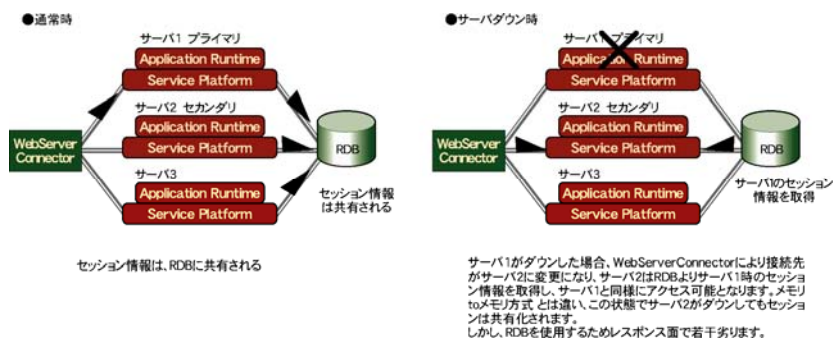 ●通常時
サーバ1 プライマリ
Application Runtime
Service Platform
サーバ2 セカンダリ
Application Runtime
Service Platform
WebServer
Connector
RDB
サーバ3
Application Runtime
Service Platform
セッション情報
は共有される
セッション情報は、RDBに共有される
●サーバダウン時
サーバ1 プライマリ
Application Runtime
Service Platform
サーバ2 セカンダリ
Application Runtime
Service Platform
WebServer
Connector
RDB
サーバ3
Application Runtime
Service Platform
サーバ1のセッション
情報を取得
サーバ1がダウンした場合、WebServerConnectorにより接続先
がサーバ2に変更になり、サーバ2はRDBよりサーバ1時のセッショ
ン情報を取得し、サーバ1と同様にアクセス可能となります。メモリ
toメモリ方式 とは違い、この状態でサーバ2がダウンしてもセッション
は共有化されます。
しかし、RDBを使用するためレスポンス面で若干劣ります。